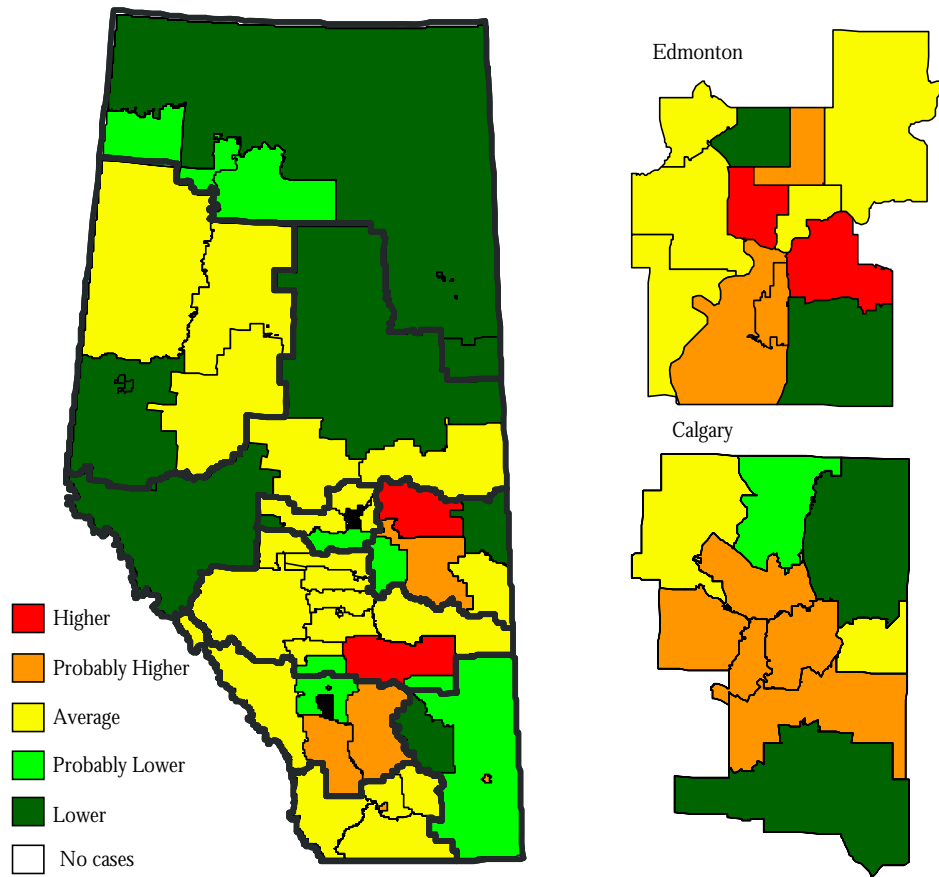 Edmonton
Calgary
Higher
Probably Higher
Average
Probably Lower
Lower
No cases